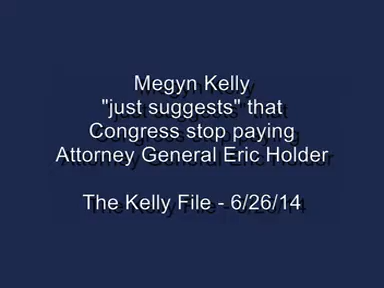 Megyn Kelly
"just suggests" that
Congress stop paying
Attorney General Eric Holder
The Kelly File - 6/26/14